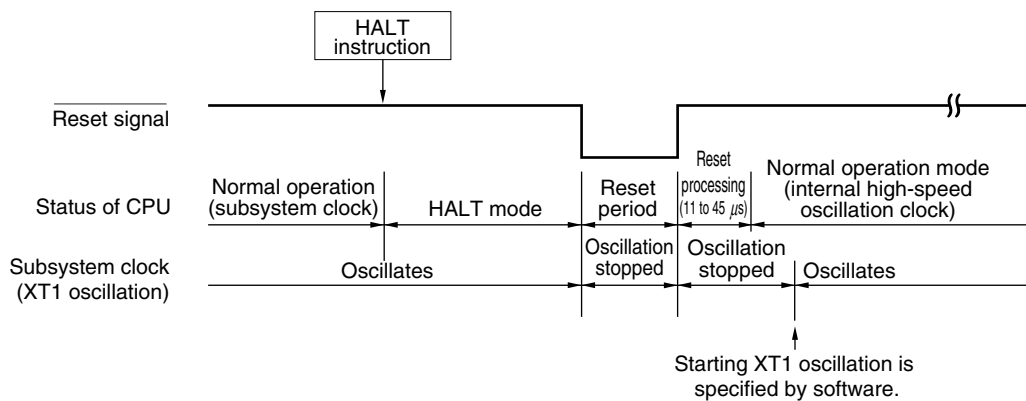 HALT
instruction
Reset signal
Status of CPU
Normal operation
(subsystem clock)
HALT mode
Reset
period
Reset
processing
(11 to 45 μs)
Normal operation mode
(internal high-speed
oscillation clock)
Subsystem clock
(XT1 oscillation)
Oscillates
Oscillation
stopped
Oscillation
stopped
Oscillates
Starting XT1 oscillation is
specified by software.